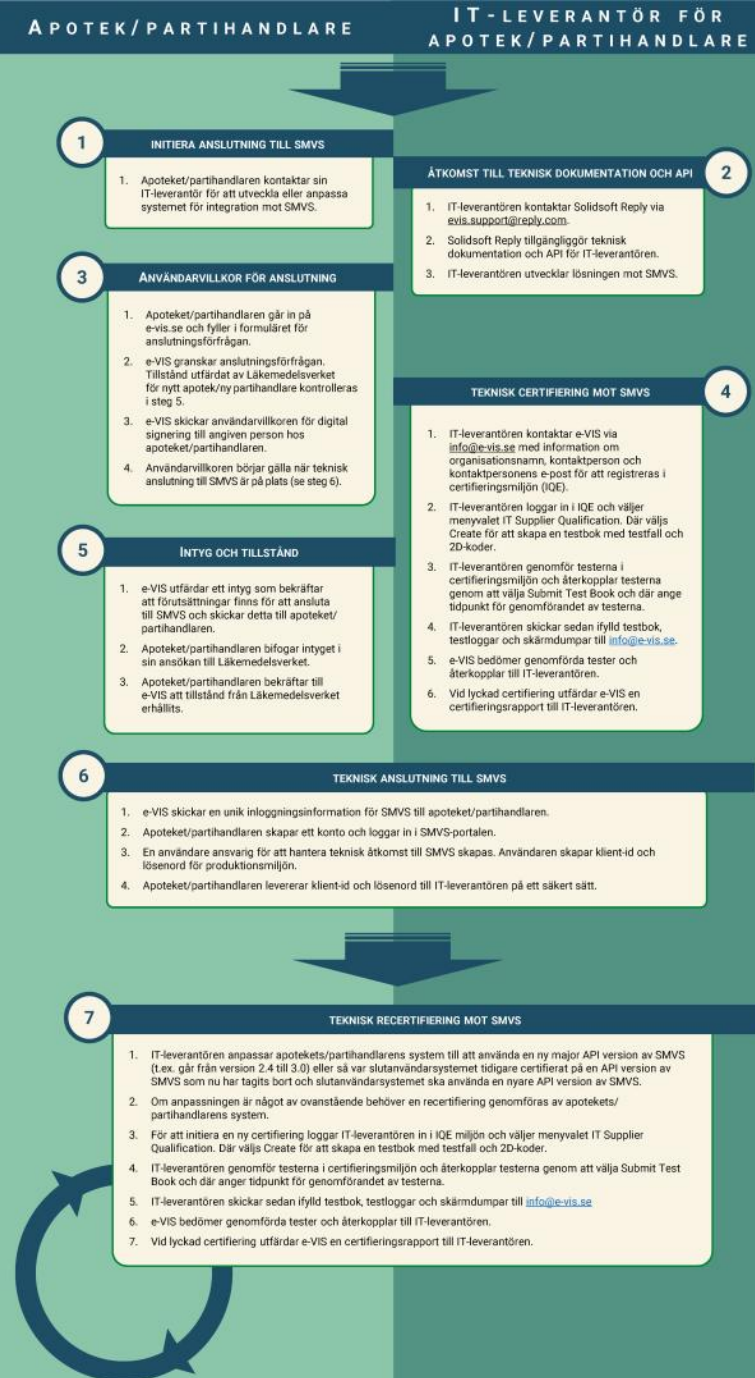 APOTEK/PARTIHANDLARE
IT-LEVERANTÖR FÖR
APOTEK/PARTIHANDLARE
1
INITIERA ANSLUTNING TILL SMVS
1. Apoteket/partihandlaren kontaktar sin
IT-leverantör för att utveckla eller anpassa
systemet för integration mot SMVS.
2
ÅTKOMST TILL TEKNISK DOKUMENTATION OCH API
1. IT-leverantören kontaktar Solidsoft Reply via
evis.support@reply.com.
2. Solidsoft Reply tillgängliggör teknisk
dokumentation och API för IT-leverantören.
3. IT-leverantören utvecklar lösningen mot SMVS.
3
ANVÄNDARVILLKOR FÖR ANSLUTNING
1. Apoteket/partihandlaren går in på
e-vis.se och fyller i formuläret för
anslutningsförfrågan.
2. e-VIS granskar anslutningsförfrågan.
Tillstånd utfärdat av Läkemedelsverket
för nytt apotek/ny partihandlare kontrolleras
i steg 5.
3. e-VIS skickar användarvillkoren för digital
signering till angiven person hos
apoteket/partihandlaren.
4. Användarvillkoren börjar gälla när teknisk
anslutning till SMVS är på plats (se steg 6).
4
TEKNISK CERTIFIERING MOT SMVS
1. IT-leverantören kontaktar e-VIS via
info@e-vis.se med information om
organisationsnamn, kontaktperson och
kontaktpersonens e-post för att registreras i
certifieringsmiljön (IQE).
2. IT-leverantören loggar in i IQE och väljer
menyvalet IT Supplier Qualification. Där väljs
Create för att skapa en testbok med testfall och
2D-koder.
3. IT-leverantören genomför testerna i
certifieringsmiljön och återkopplar testerna
genom att välja Submit Test Book och där ange
tidpunkt för genomförandet av testerna.
4. IT-leverantören skickar sedan ifylld testbok,
testloggar och skärmdumpar till info@e-vis.se.
5. e-VIS bedömer genomförda tester och
återkopplar till IT-leverantören.
6. Vid lyckad certifiering utfärdar e-VIS en
certifieringsrapport till IT-leverantören.
5
INTYG OCH TILLSTÅND
1. e-VIS utfärdar ett intyg som bekräftar
att förutsättningar finns för att ansluta
till SMVS och skickar detta till apoteket/
partihandlaren.
2. Apoteket/partihandlaren bifogar intyget i
sin ansökan till Läkemedelsverket.
3. Apoteket/partihandlaren bekräftar till
e-VIS att tillstånd från Läkemedelsverket
erhållits.
6
TEKNISK ANSLUTNING TILL SMVS
1. e-VIS skickar en unik inloggningsinformation för SMVS till apoteket/partihandlaren.
2. Apoteket/partihandlaren skapar ett konto och loggar in i SMVS-portalen.
3. En användare ansvarig för att hantera teknisk åtkomst till SMVS skapas. Användaren skapar klient-id och
lösenord för produktionsmiljön.
4. Apoteket/partihandlaren levererar klient-id och lösenord till IT-leverantören på ett säkert sätt.
7
TEKNISK RECERTIFIERING MOT SMVS
1. IT-leverantören anpassar apotekets/partihandlarens system till att använda en ny major API version av SMVS
(t.ex. går från version 2.4 till 3.0) eller så var slutanvändarsystemet tidigare certifierat på en API version av
SMVS som nu har tagits bort och slutanvändarsystemet ska använda en nyare API version av SMVS.
2. Om anpassningen är något av ovanstående behöver en recertifiering genomföras av apotekets/
partihandlarens system.
3. För att initiera en ny certifiering loggar IT-leverantören in i IQE miljön och väljer menyvalet IT Supplier
Qualification. Där väljs Create för att skapa en testbok med testfall och 2D-koder.
4. IT-leverantören genomför testerna i certifieringsmiljön och återkopplar testerna genom att välja Submit Test
Book och där anger tidpunkt för genomförandet av testerna.
5. IT-leverantören skickar sedan ifylld testbok, testloggar och skärmdumpar till info@e-vis.se
6. e-VIS bedömer genomförda tester och återkopplar till IT-leverantören.
7. Vid lyckad certifiering utfärdar e-VIS en certifieringsrapport till IT-leverantören.